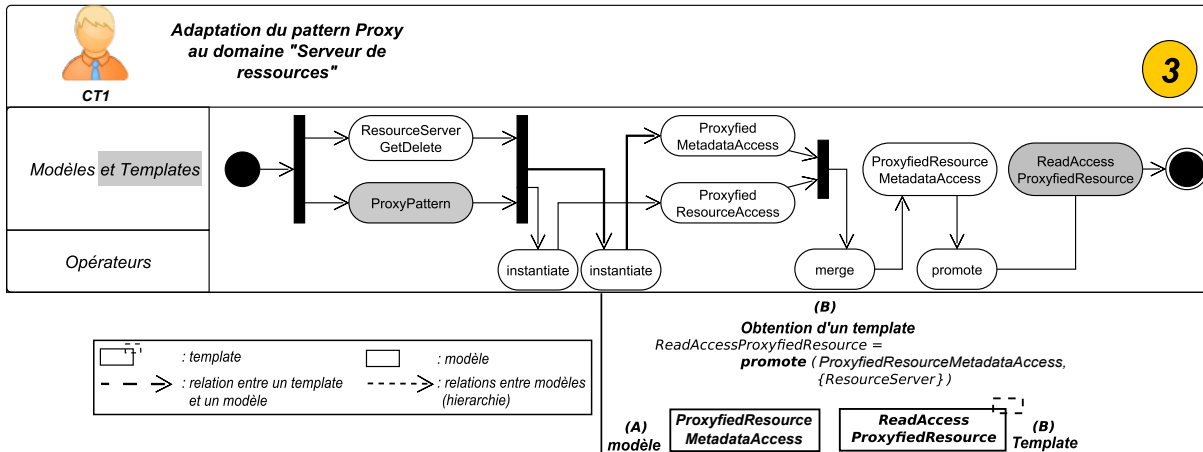 Adaptation du pattern Proxy
au domaine "Serveur de
ressources"
CT1
3
Modèles et Templates
ResourceServer
GetDelete
ProxyPattern
Proxyfied
MetadataAccess
Proxyfied
ResourceAccess
ProxyfiedResource
MetadataAccess
ReadAccess
ProxyfiedResource
Opérateurs
instantiate
instantiate
merge
promote
(B)
Obtention d'un template
ReadAccessProxyfiedResource =
promote (ProxyfiedResourceMetadataAccess,
{ResourceServer})
: template
: modèle
: relation entre un template
et un modèle
: relations entre modèles
(hierarchie)
(A)
modèle
ProxyfiedResource
MetadataAccess
ReadAccess
ProxyfiedResource
(B)
Template